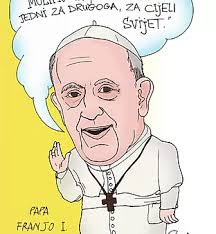 JEDNI ZA DRUGOGA, ZA CIJELI
SVIJET."
PAPA
FRANJO I.